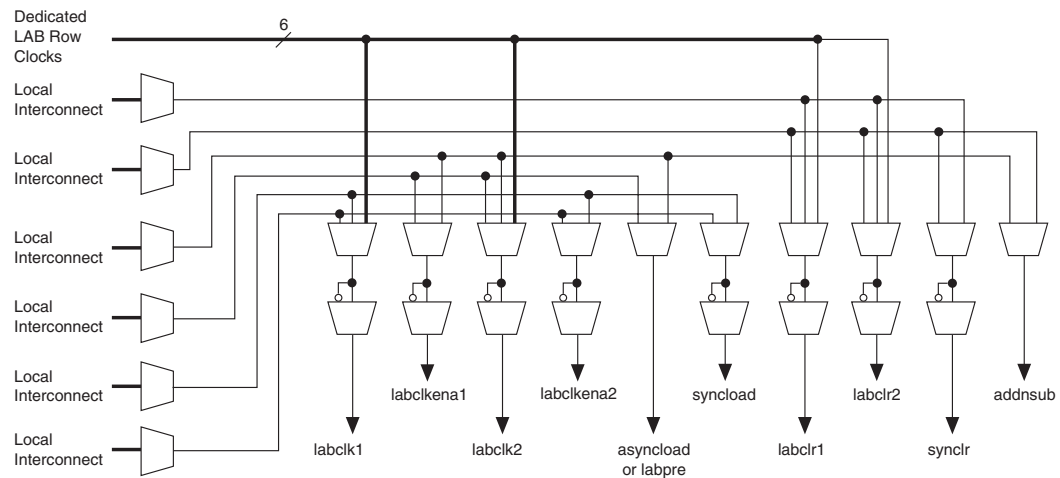 Dedicated
LAB Row
Clocks
6
Local
Interconnect
Local
Interconnect
Local
Interconnect
Local
Interconnect
Local
Interconnect
Local
Interconnect
labclkena1
labclkena2
syncload
labclr2
addnsub
labclk1
labclk2
asyncload
or labpre
labclr1
synclr